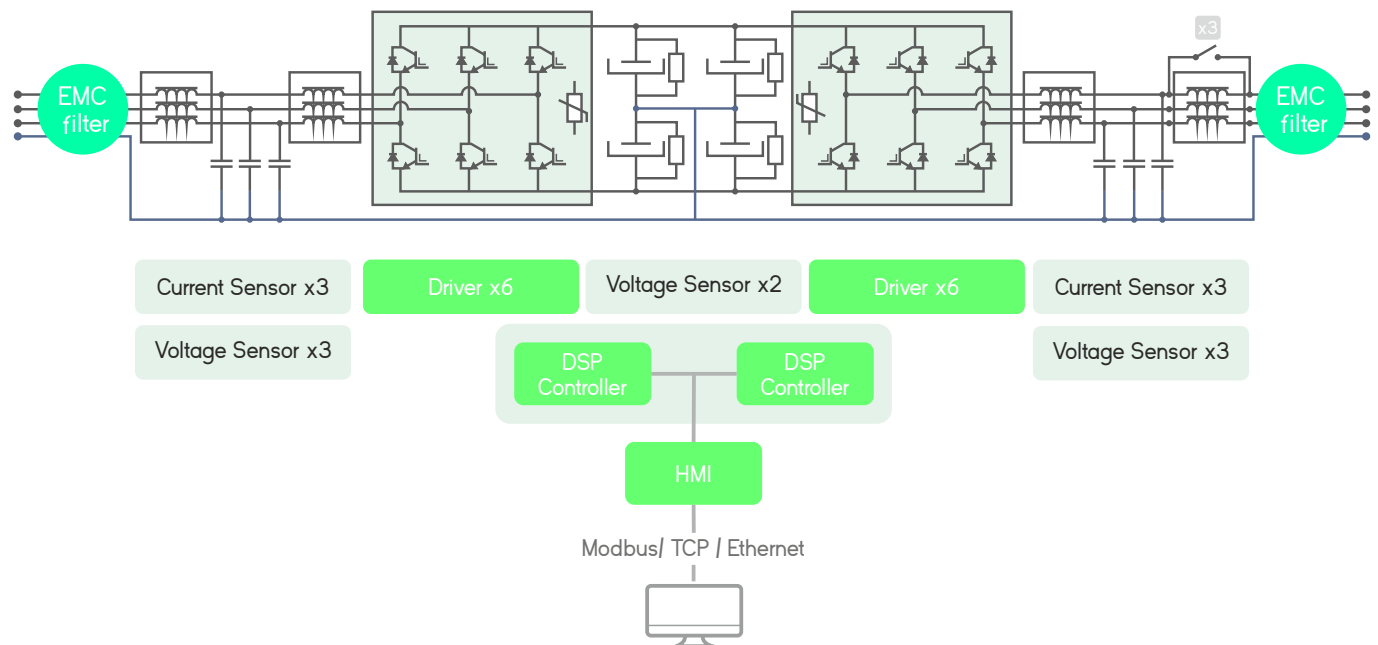 x3
EMC
filter
EMC
filter
Current Sensor x3
Driver x6
Voltage Sensor x2
Driver x6
Current Sensor x3
Voltage Sensor x3
Voltage Sensor x3
DSP
Controller
DSP
Controller
HMI
Modbus/ TCP / Ethernet